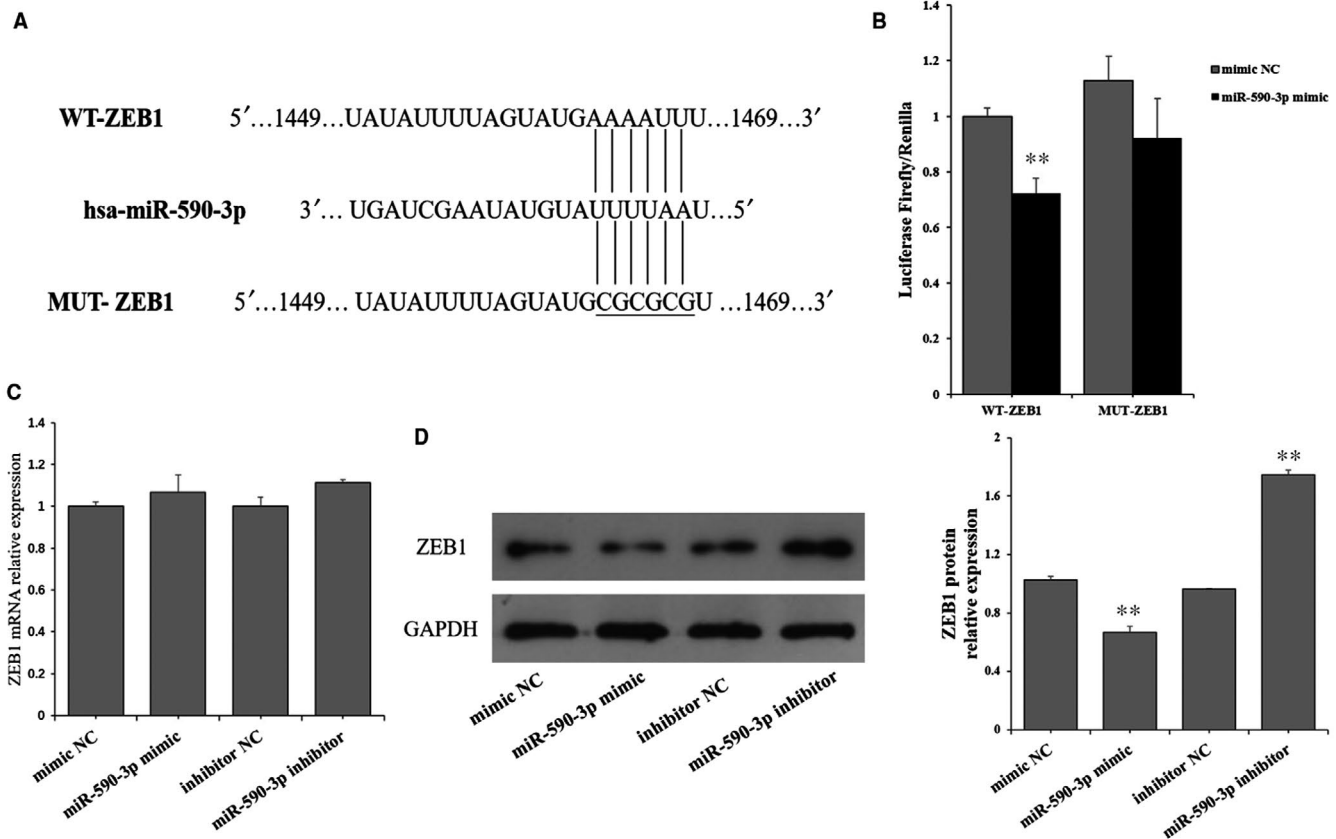 A
WT-ZEB1 5′…1449…UAUAUUUUAGUAUGAAAAUUU…1469…3′
hsa-miR-590-3p 3′… UGAUCGAAUAUGUAUUUUAAU…5′
MUT- ZEB1 5′…1449… UAUAUUUUAGUAUGCGCGCGU …1469…3′
B
Luciferase Firefly/Renilla
1.4
1.2
1
0.8
0.6
0.4
0.2
0
**
WT-ZEB1 MUT-ZEB1
mimic NC
miR-590-3p mimic
C
ZEB1 mRNA relative expression
1.4
1.2
1
0.8
0.6
0.4
0.2
0
mimic NC
miR-590-3p mimic
inhibitor NC
miR-590-3p inhibitor
D
ZEB1
GAPDH
mimic NC
miR-590-3p mimic
inhibitor NC
miR-590-3p inhibitor
ZEB1 protein
relative expression
2
1.6
1.2
0.8
0.4
0
**
**
mimic NC
miR-590-3p mimic
inhibitor NC
miR-590-3p inhibitor